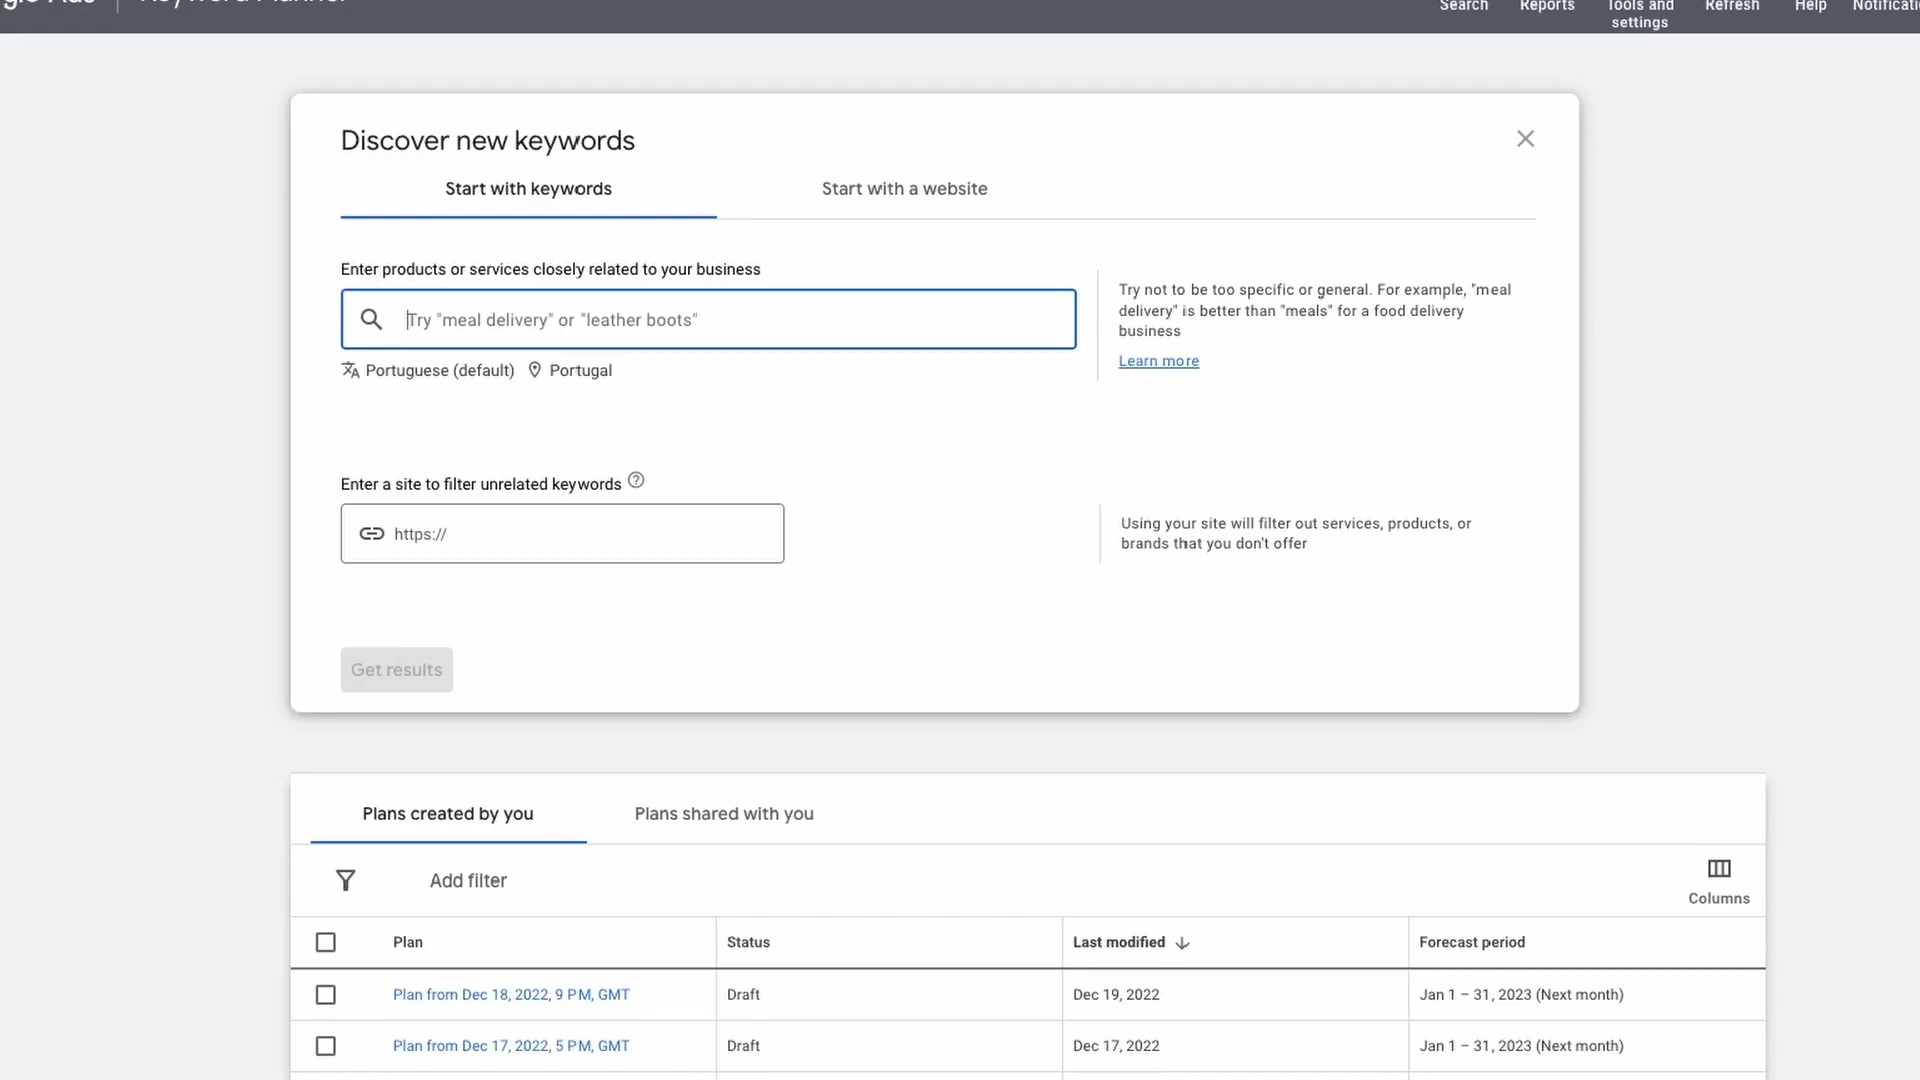 Search
Reports
Tools and
settings
Refresh
Help
Discover new keywords
Start with keywords
Start with a website
Enter products or services closely related to your business
Try "meal delivery" or "leather boots"
Portuguese (default)
Portugal
Try not to be too specific or general. For example, "meal
delivery" is better than "meals" for a food delivery
business
Learn more
Enter a site to filter unrelated keywords
https://
Using your site will filter out services, products, or
brands that you don't offer
Get results
Plans created by you
Plans shared with you
Add filter
Columns
Plan
Status
Last modified
Forecast period
Plan from Dec 18, 2022, 9 PM, GMT
Draft
Dec 19, 2022
Jan 1 – 31, 2023 (Next month)
Plan from Dec 17, 2022, 5 PM, GMT
Draft
Dec 17, 2022
Jan 1 – 31, 2023 (Next month)